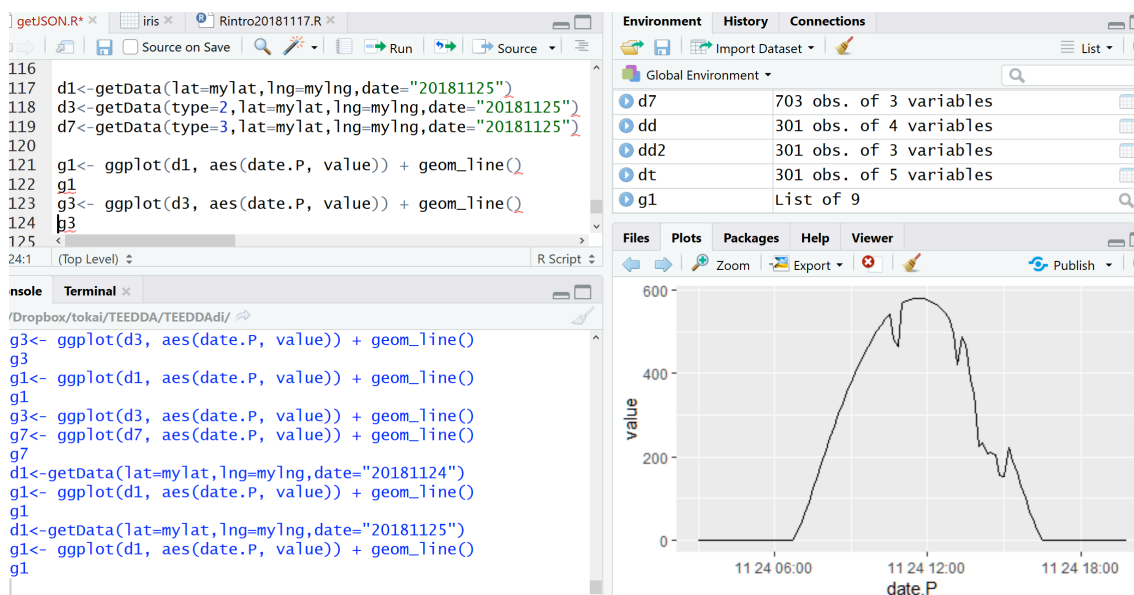 getJSON.R* × iris × Rintro20181117.R ×
Source on Save Run Source
116
117 d1<-getData(lat=mylat,lng=mylng,date="20181125")
118 d3<-getData(type=2,lat=mylat,lng=mylng,date="20181125")
119 d7<-getData(type=3,lat=mylat,lng=mylng,date="20181125")
120
121 g1<- ggplot(d1, aes(date.P, value)) + geom_line()
122 g1
123 g3<- ggplot(d3, aes(date.P, value)) + geom_line()
124 g3
125
24:1 (Top Level) R Script
nsole Terminal ×
/Dropbox/tokai/TEEDDA/TEEDDAdi/
g3<- ggplot(d3, aes(date.P, value)) + geom_line()
g3
g1<- ggplot(d1, aes(date.P, value)) + geom_line()
g1
g3<- ggplot(d3, aes(date.P, value)) + geom_line()
g7<- ggplot(d7, aes(date.P, value)) + geom_line()
g7
d1<-getData(lat=mylat,lng=mylng,date="20181124")
g1<- ggplot(d1, aes(date.P, value)) + geom_line()
g1
d1<-getData(lat=mylat,lng=mylng,date="20181125")
g1<- ggplot(d1, aes(date.P, value)) + geom_line()
g1
Environment History Connections
Import Dataset List
Global Environment
d7 703 obs. of 3 variables
dd 301 obs. of 4 variables
dd2 301 obs. of 3 variables
dt 301 obs. of 5 variables
g1 List of 9
Files Plots Packages Help Viewer
Zoom Export Publish
600
400
200
0
value
11 24 06:00 11 24 12:00 11 24 18:00
date.P